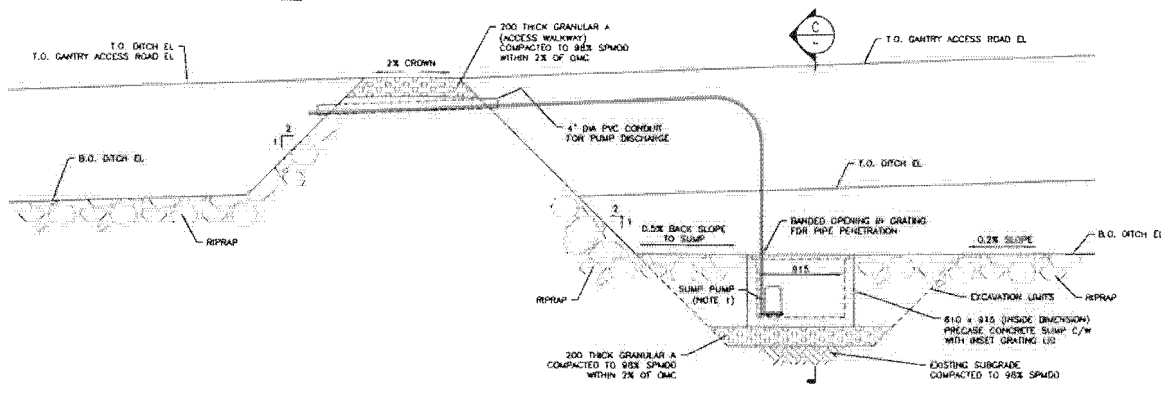 200 THICK GRANULAR A
(ACCESS WALKWAY)
COMPACTED TO 98% SPMDD
WITHIN 2% OF OMC
C
-
T.O. DITCH EL
T.O. GANTRY ACCESS ROAD EL
2% CROWN
T.O. GANTRY ACCESS ROAD EL
4" DIA PVC CONDUIT
FOR PUMP DISCHARGE
2
1
B.O. DITCH EL
T.O. DITCH EL
RIPRAP
2
1
0.5% BACK SLOPE
TO SUMP
BANDED OPENING IN GRATING
FOR PIPE PENETRATION
0.2% SLOPE
B.O. DITCH EL
915
SUMP PUMP
(NOTE 1)
RIPRAP
EXCAVATION LIMITS
RIPRAP
610 x 915 (INSIDE DIMENSION)
PRECASE CONCRETE SUMP C/W
WITH INSET GRATING LID
200 THICK GRANULAR A
COMPACTED TO 98% SPMDD
WITHIN 2% OF OMC
EXISTING SUBGRADE
COMPACTED TO 98% SPMDD